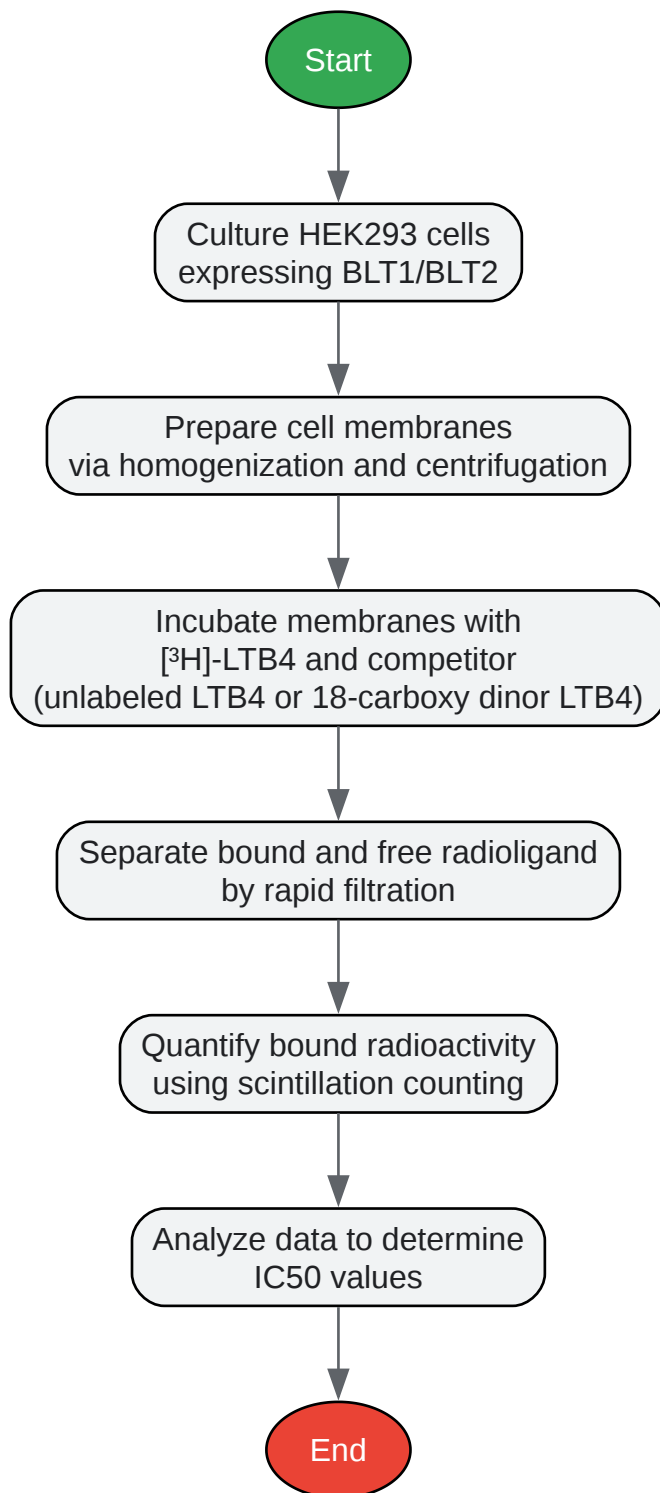 Start
Culture HEK293 cells
expressing BLT1/BLT2
Prepare cell membranes
via homogenization and centrifugation
Incubate membranes with
[³H]-LTB4 and competitor
(unlabeled LTB4 or 18-carboxy dinor LTB4)
Separate bound and free radioligand
by rapid filtration
Quantify bound radioactivity
using scintillation counting
Analyze data to determine
IC50 values
End